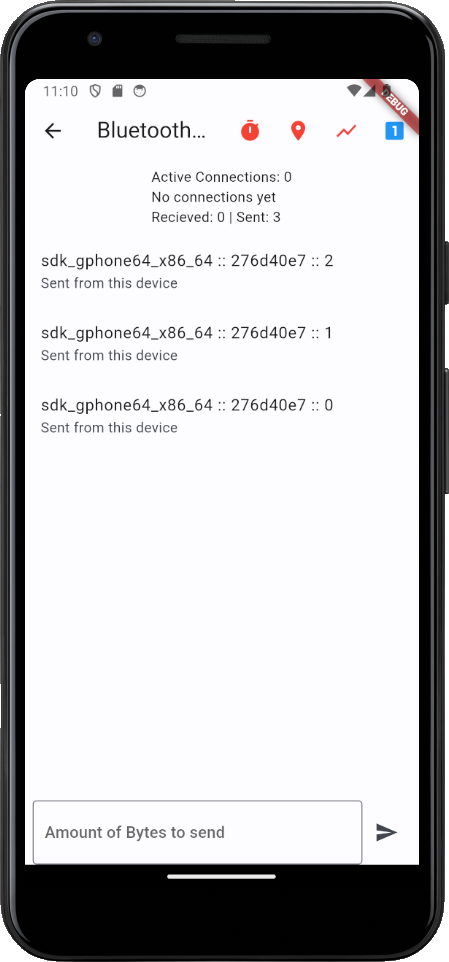 11:10
DEBUG
Bluetooth...
1
Active Connections: 0
No connections yet
Recieved: 0 | Sent: 3
sdk_gphone64_x86_64 :: 276d40e7 :: 2
Sent from this device
sdk_gphone64_x86_64 :: 276d40e7 :: 1
Sent from this device
sdk_gphone64_x86_64 :: 276d40e7 :: 0
Sent from this device
Amount of Bytes to send